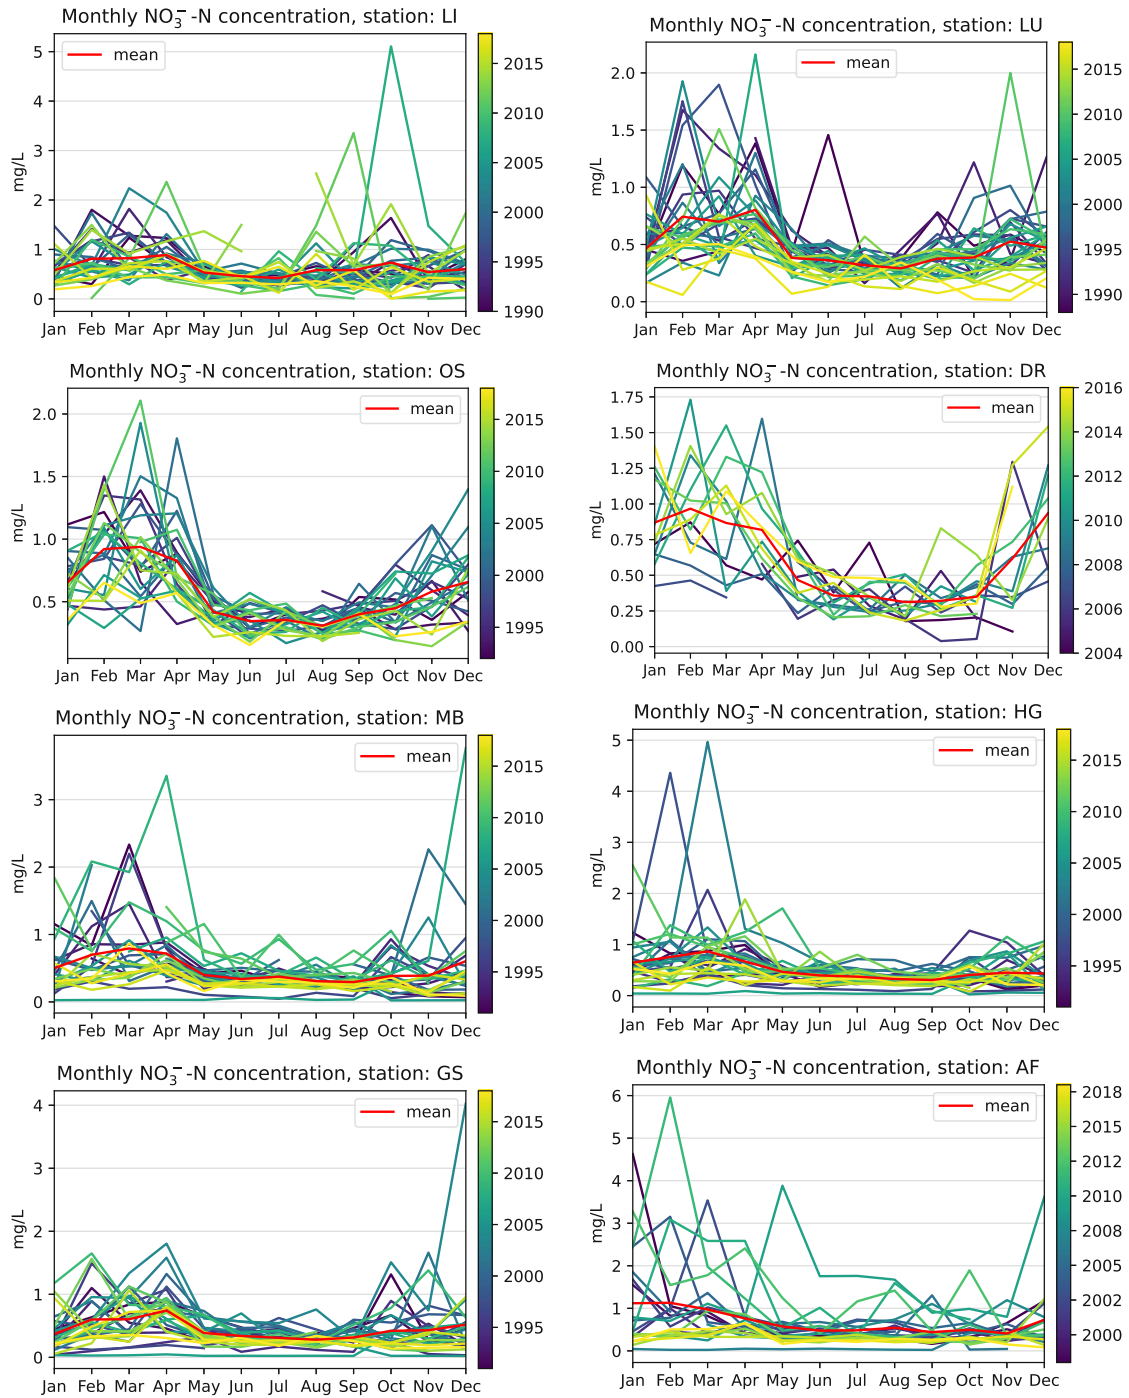 Monthly NO₃⁻-N concentration, station: LI
mean
mg/L
5
4
3
2
1
0
Jan Feb Mar Apr May Jun Jul Aug Sep Oct Nov Dec
2015
2010
2005
2000
1995
1990
Monthly NO₃⁻-N concentration, station: LU
mean
mg/L
2.0
1.5
1.0
0.5
0.0
Jan Feb Mar Apr May Jun Jul Aug Sep Oct Nov Dec
2015
2010
2005
2000
1995
1990
Monthly NO₃⁻-N concentration, station: OS
mean
mg/L
2.0
1.5
1.0
0.5
Jan Feb Mar Apr May Jun Jul Aug Sep Oct Nov Dec
2015
2010
2005
2000
1995
Monthly NO₃⁻-N concentration, station: DR
mean
mg/L
1.75
1.50
1.25
1.00
0.75
0.50
0.25
0.00
Jan Feb Mar Apr May Jun Jul Aug Sep Oct Nov Dec
2016
2014
2012
2010
2008
2006
2004
Monthly NO₃⁻-N concentration, station: MB
mean
mg/L
3
2
1
0
Jan Feb Mar Apr May Jun Jul Aug Sep Oct Nov Dec
2015
2010
2005
2000
1995
Monthly NO₃⁻-N concentration, station: HG
mean
mg/L
5
4
3
2
1
0
Jan Feb Mar Apr May Jun Jul Aug Sep Oct Nov Dec
2015
2010
2005
2000
1995
Monthly NO₃⁻-N concentration, station: GS
mean
mg/L
4
3
2
1
0
Jan Feb Mar Apr May Jun Jul Aug Sep Oct Nov Dec
2015
2010
2005
2000
1995
Monthly NO₃⁻-N concentration, station: AF
mean
mg/L
6
5
4
3
2
1
0
Jan Feb Mar Apr May Jun Jul Aug Sep Oct Nov Dec
2018
2015
2012
2010
2008
2005
2002
2000